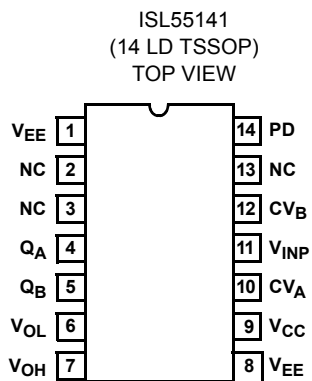 ISL55141
(14 LD TSSOP)
TOP VIEW
VEE 1
NC 2
NC 3
QA 4
QB 5
VOL 6
VOH 7
14 PD
13 NC
12 CVB
11 VINP
10 CVA
9 VCC
8 VEE